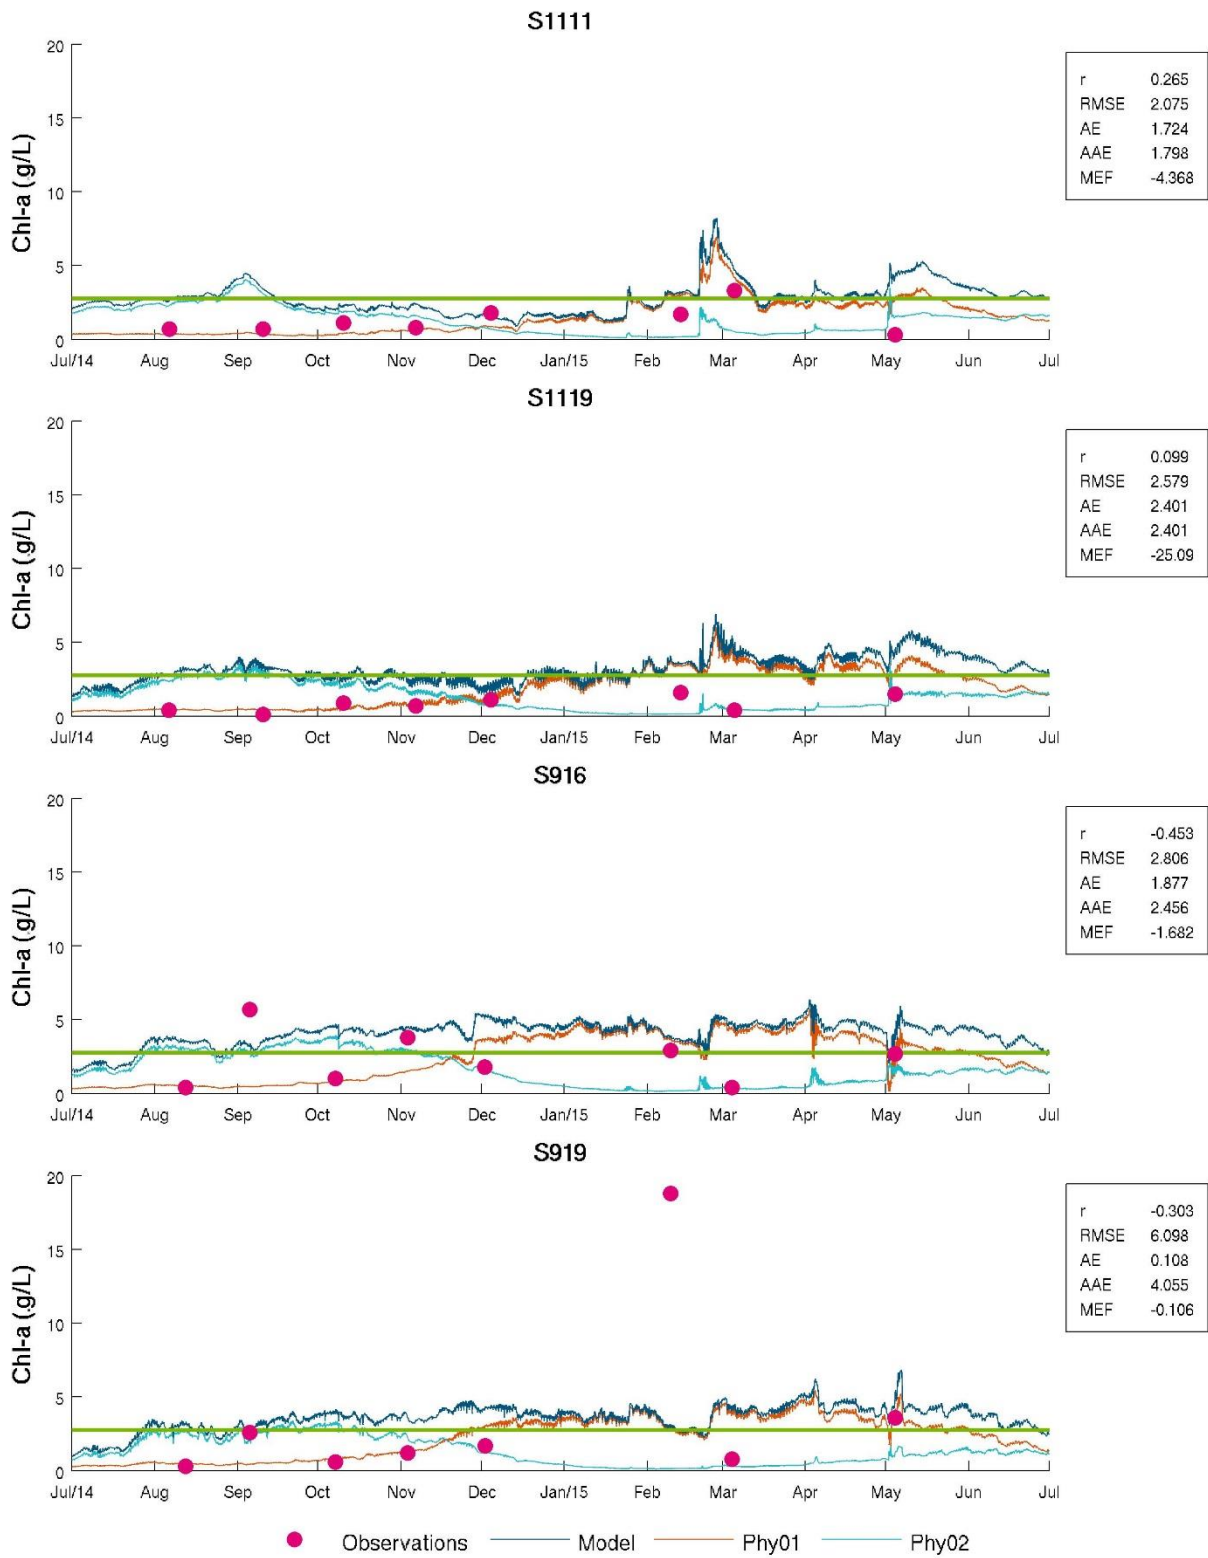 S1111
20
15
10
5
0
Chl-a (.g/L)
Jul/14 Aug Sep Oct Nov Dec Jan/15 Feb Mar Apr May Jun Jul
r 0.265
RMSE 2.075
AE 1.724
AAE 1.798
MEF -4.368
S1119
20
15
10
5
0
Chl-a (.g/L)
Jul/14 Aug Sep Oct Nov Dec Jan/15 Feb Mar Apr May Jun Jul
r 0.099
RMSE 2.579
AE 2.401
AAE 2.401
MEF -25.09
S916
20
15
10
5
0
Chl-a (.g/L)
Jul/14 Aug Sep Oct Nov Dec Jan/15 Feb Mar Apr May Jun Jul
r -0.453
RMSE 2.806
AE 1.877
AAE 2.456
MEF -1.682
S919
20
15
10
5
0
Chl-a (.g/L)
Jul/14 Aug Sep Oct Nov Dec Jan/15 Feb Mar Apr May Jun Jul
r -0.303
RMSE 6.098
AE 0.108
AAE 4.055
MEF -0.106
Observations Model Phy01 Phy02